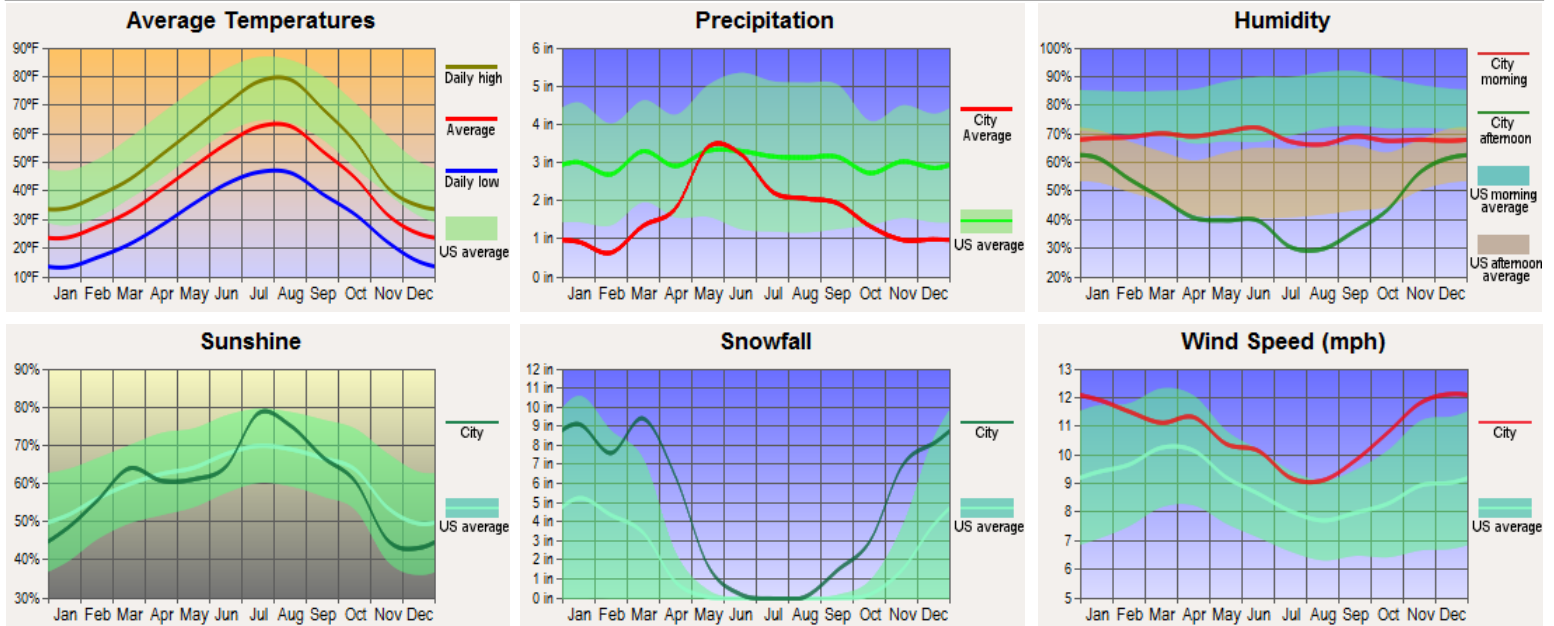 Average Temperatures
90ºF
80ºF
70ºF
60ºF
50ºF
40ºF
30ºF
20ºF
10ºF
Jan Feb Mar Apr May Jun Jul Aug Sep Oct Nov Dec
Daily high
Average
Daily low
US average
Precipitation
6 in
5 in
4 in
3 in
2 in
1 in
0 in
Jan Feb Mar Apr May Jun Jul Aug Sep Oct Nov Dec
City
Average
US average
Humidity
100%
90%
80%
70%
60%
50%
40%
30%
20%
Jan Feb Mar Apr May Jun Jul Aug Sep Oct Nov Dec
City
morning
City
afternoon
US morning
average
US afternoon
average
Sunshine
90%
80%
70%
60%
50%
40%
30%
Jan Feb Mar Apr May Jun Jul Aug Sep Oct Nov Dec
City
US average
Snowfall
12 in
11 in
10 in
9 in
8 in
7 in
6 in
5 in
4 in
3 in
2 in
1 in
0 in
Jan Feb Mar Apr May Jun Jul Aug Sep Oct Nov Dec
City
US average
Wind Speed (mph)
13
12
11
10
9
8
7
6
5
Jan Feb Mar Apr May Jun Jul Aug Sep Oct Nov Dec
City
US average